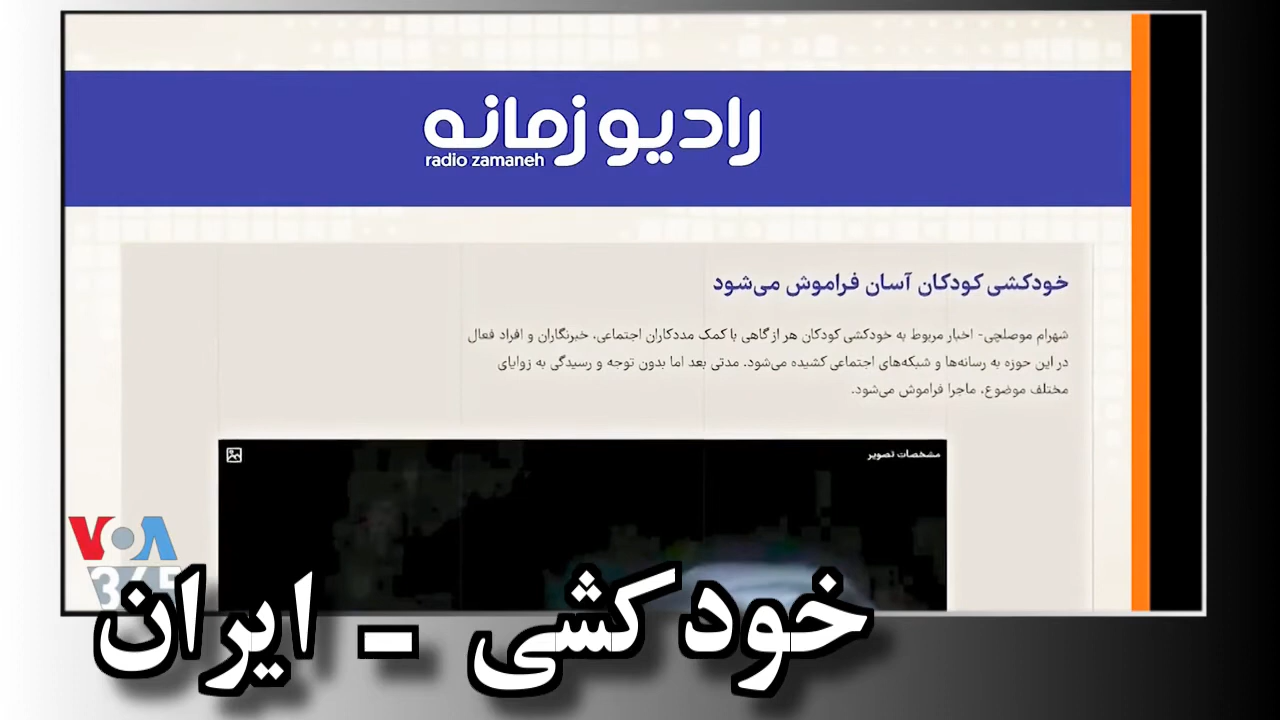 رادیو زمانه
radio zamaneh
خودکشی کودکان آسان فراموش می‌شود
شهرام موصلچی- اخبار مربوط به خودکشی کودکان هر از گاهی با کمک مددکاران اجتماعی، خبرنگاران و افراد فعال
در این حوزه به رسانه‌ها و شبکه‌های اجتماعی کشیده می‌شود. مدتی بعد اما بدون توجه و رسیدگی به زوایای
مختلف موضوع، ماجرا فراموش می‌شود.
مشخصات تصویر
VOA
365
خودکشی - ایران